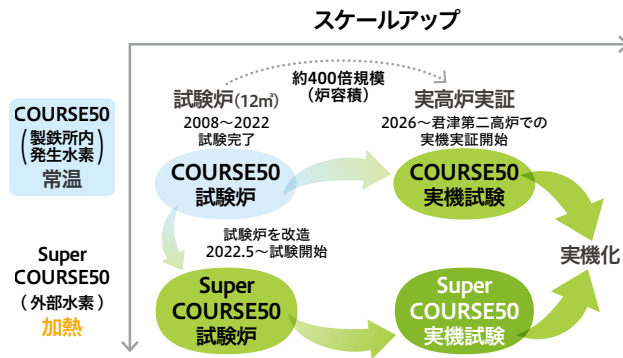 スケールアップ
約400倍規模
（炉容積）
試験炉(12㎥)
2008～2022
試験完了
実高炉実証
2026～君津第二高炉での
実機実証開始
COURSE50
（製鉄所内
発生水素）
常温
COURSE50
試験炉
COURSE50
実機試験
試験炉を改造
2022.5～試験開始
実機化
Super
COURSE50
（外部水素）
加熱
Super
COURSE50
試験炉
Super
COURSE50
実機試験